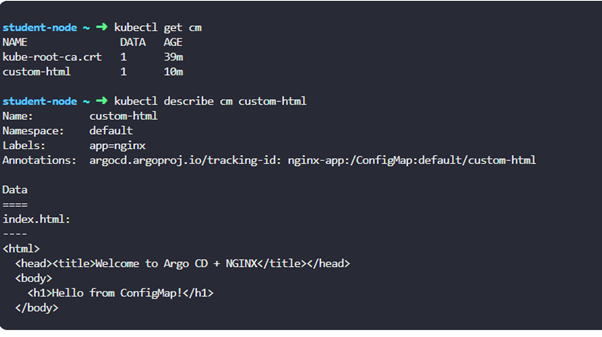 student-node ~ ➜ kubectl get cm
NAME DATA AGE
kube-root-ca.crt 1 39m
custom-html 1 10m
student-node ~ ➜ kubectl describe cm custom-html
Name: custom-html
Namespace: default
Labels: app=nginx
Annotations: argocd.argoproj.io/tracking-id: nginx-app:/ConfigMap:default/custom-html
Data
====
index.html:
----
<html>
<head><title>Welcome to Argo CD + NGINX</title></head>
<body>
<h1>Hello from ConfigMap!</h1>
</body>